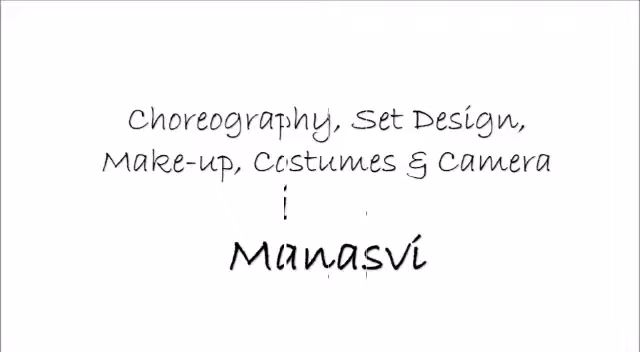 Choreography, Set Design,
Make-up, Costumes & Camera
Manasvi